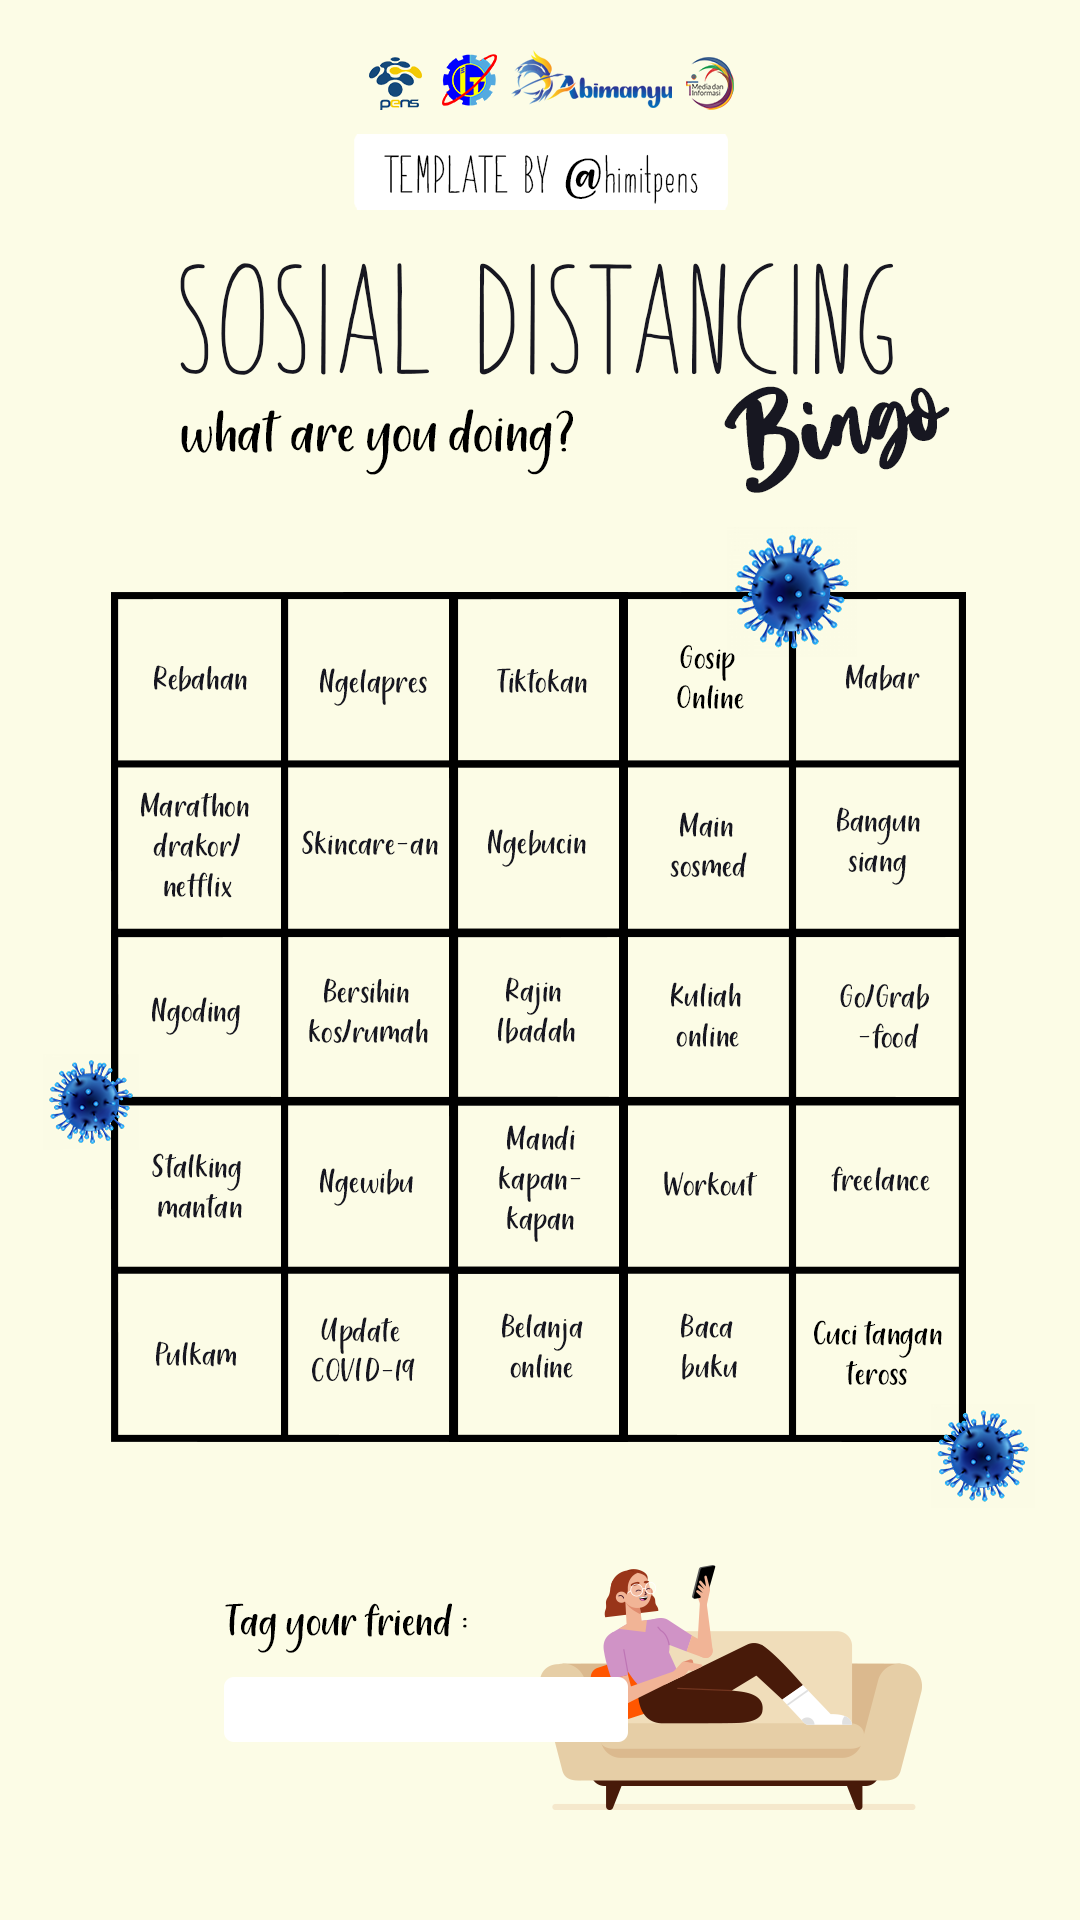 pens
IT
Abimanyu
Media dan
Informasi
TEMPLATE BY @himitpens
SOSIAL DISTANCING
Bingo
what are you doing?
Rebahan
Ngelapres
Tiktokan
Gosip
Online
Mabar
Marathon
drakor/
netflix
Skincare-an
Ngebucin
Main
sosmed
Bangun
siang
Ngoding
Bersihin
kos/rumah
Rajin
Ibadah
Kuliah
online
Go/Grab
-food
Stalking
mantan
Ngewibu
Mandi
kapan-
kapan
Workout
freelance
Pulkam
Update
COVID-19
Belanja
online
Baca
buku
Cuci tangan
teross
Tag your friend :